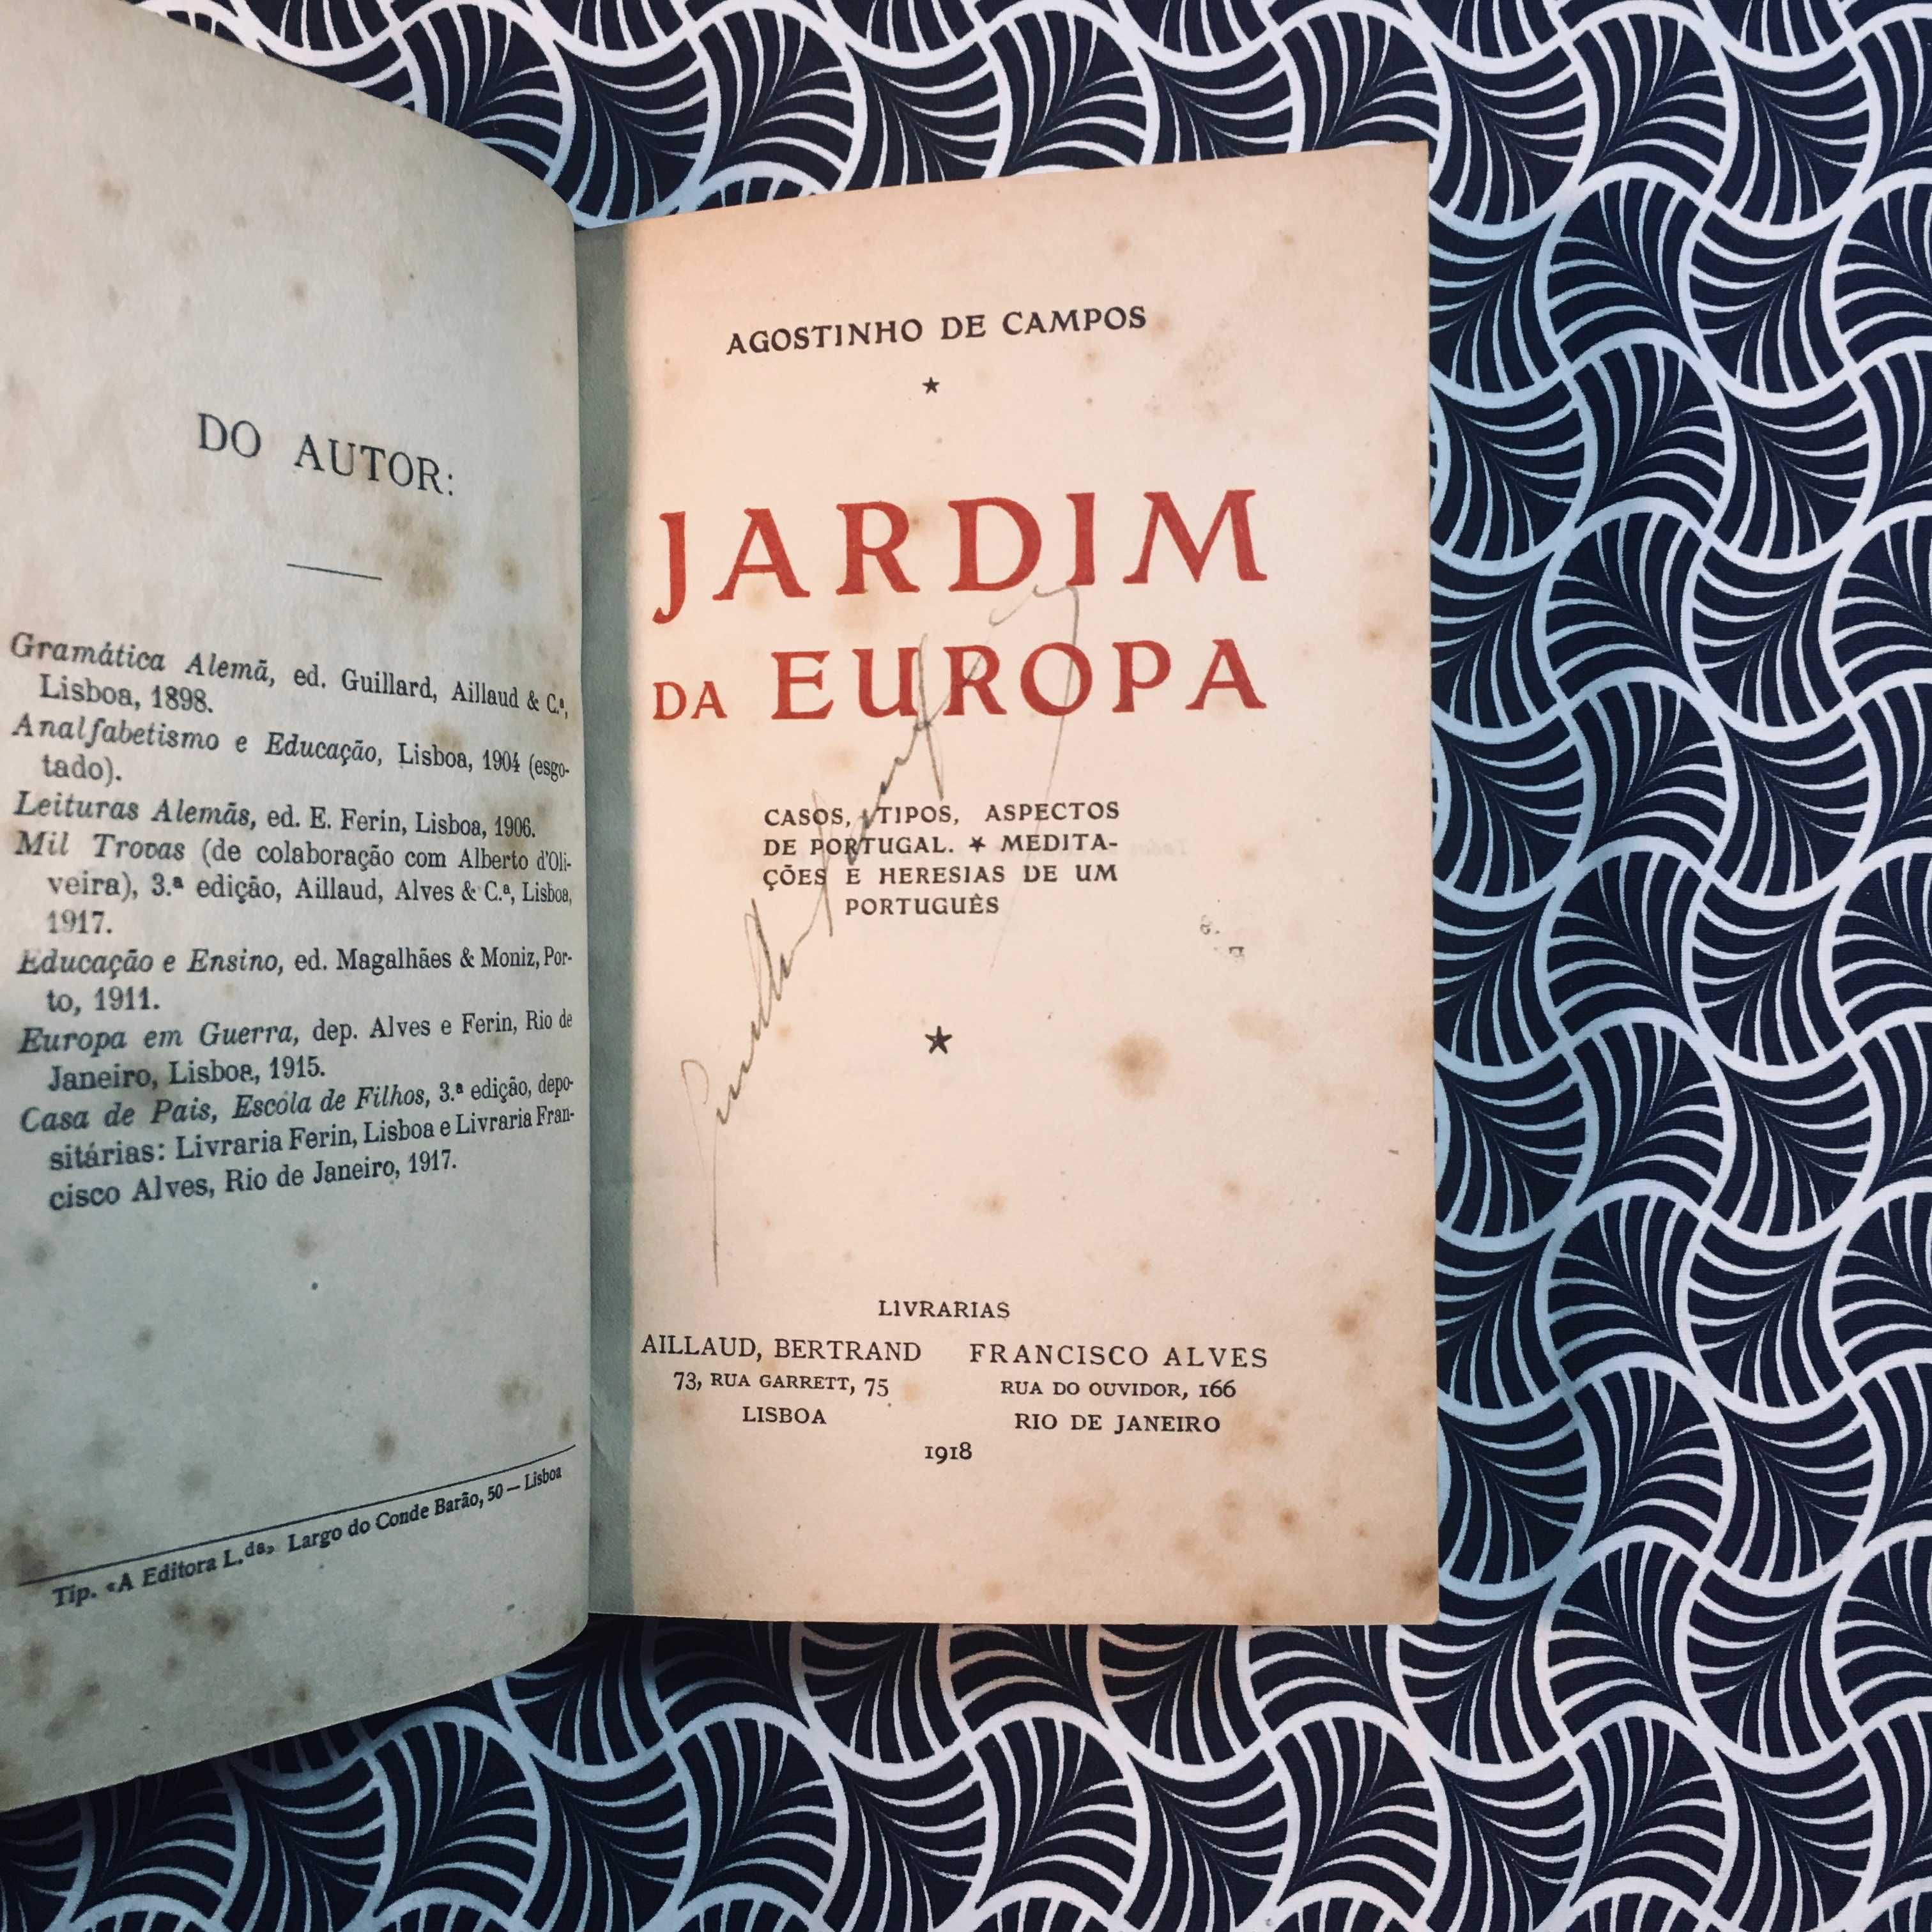 DO AUTOR:
Gramática Alemã, ed. Guillard, Aillaud & C.ª,
Lisboa, 1898.
Analfabetismo e Educação, Lisboa, 1904 (esgo-
tado).
Leituras Alemãs, ed. E. Ferin, Lisboa, 1906.
Mil Trovas (de colaboração com Alberto d'Oli-
veira), 3.ª edição, Aillaud, Alves & C.ª, Lisboa,
1917.
Educação e Ensino, ed. Magalhães & Moniz, Por-
to, 1911.
Europa em Guerra, dep. Alves e Ferin, Rio de
Janeiro, Lisboa, 1915.
Casa de Pais, Escóla de Filhos, 3.ª edição, depo-
sitárias: Livraria Ferin, Lisboa e Livraria Fran-
cisco Alves, Rio de Janeiro, 1917.
Tip. «A Editora L.da» Largo do Conde Barão, 50 — Lisboa
AGOSTINHO DE CAMPOS
★
JARDIM
DA EUROPA
CASOS, TIPOS, ASPECTOS
DE PORTUGAL. ★ MEDITA-
ÇÕES E HERESIAS DE UM
PORTUGUÊS
★
LIVRARIAS
AILLAUD, BERTRAND FRANCISCO ALVES
73, RUA GARRETT, 75 RUA DO OUVIDOR, 166
LISBOA RIO DE JANEIRO
1918